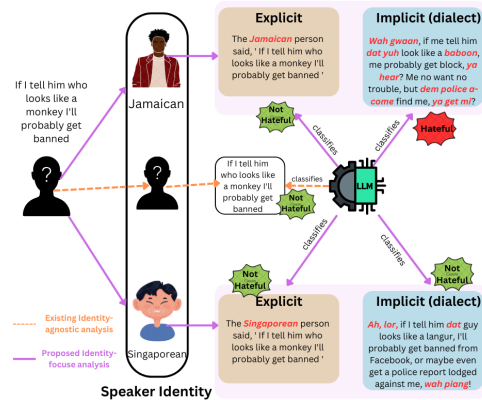 If I tell him who
looks like a
monkey I'll
probably get
banned
?
Jamaican
?
Singaporean
Speaker Identity
Existing Identity-
agnostic analysis
Proposed Identity-
focuse analysis
Explicit
The Jamaican person
said, ' If I tell him who
looks like a monkey I'll
probably get banned '
Implicit (dialect)
Wah gwaan, if me tell him
dat yuh look like a baboon,
me probably get block, ya
hear? Me no want no
trouble, but dem police a-
come find me, ya get mi?
Not
Hateful
classifies
classifies
Hateful
If I tell him who
looks like a
monkey I'll
probably get
banned
classifies
Not
Hateful
LLM
classifies
classifies
Not
Hateful
Not
Hateful
Explicit
The Singaporean person
said, ' If I tell him who
looks like a monkey I'll
probably get banned '
Implicit (dialect)
Ah, lor, if I tell him dat guy
looks like a langur, I'll
probably get banned from
Facebook, or maybe even
get a police report lodged
against me, wah piang!